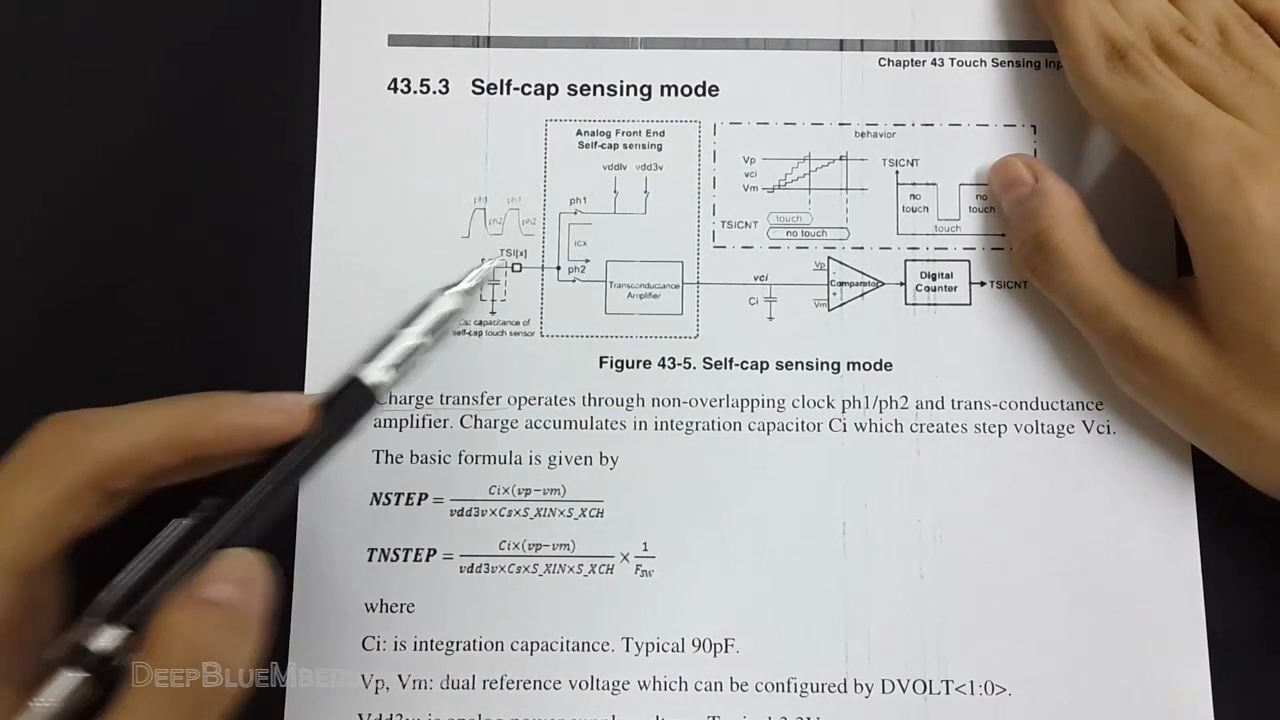 Chapter 43 Touch Sensing Inp
43.5.3 Self-cap sensing mode
Analog Front End
Self-cap sensing
vddlv vdd3v
ph1
icx
ph2
Transconductance
Amplifier
ph1 ph1
ph2 ph2
TSI[x]
Cs: capacitance of
self-cap touch sensor
behavior
Vp
vci
Vm
TSICNT
touch
no touch
TSICNT
no
touch
touch
no
touch
vci
Ci
Vp
Comparator
Vm
Digital
Counter
TSICNT
Figure 43-5. Self-cap sensing mode
Charge transfer operates through non-overlapping clock ph1/ph2 and trans-conductance
amplifier. Charge accumulates in integration capacitor Ci which creates step voltage Vci.
The basic formula is given by
NSTEP = Ci×(vp−vm) / vdd3v×Cs×S_XIN×S_XCH
TNSTEP = Ci×(vp−vm) / vdd3v×Cs×S_XIN×S_XCH × 1 / Fsw
where
Ci: is integration capacitance. Typical 90pF.
Vp, Vm: dual reference voltage which can be configured by DVOLT<1:0>.
DEEPBLUEMBE